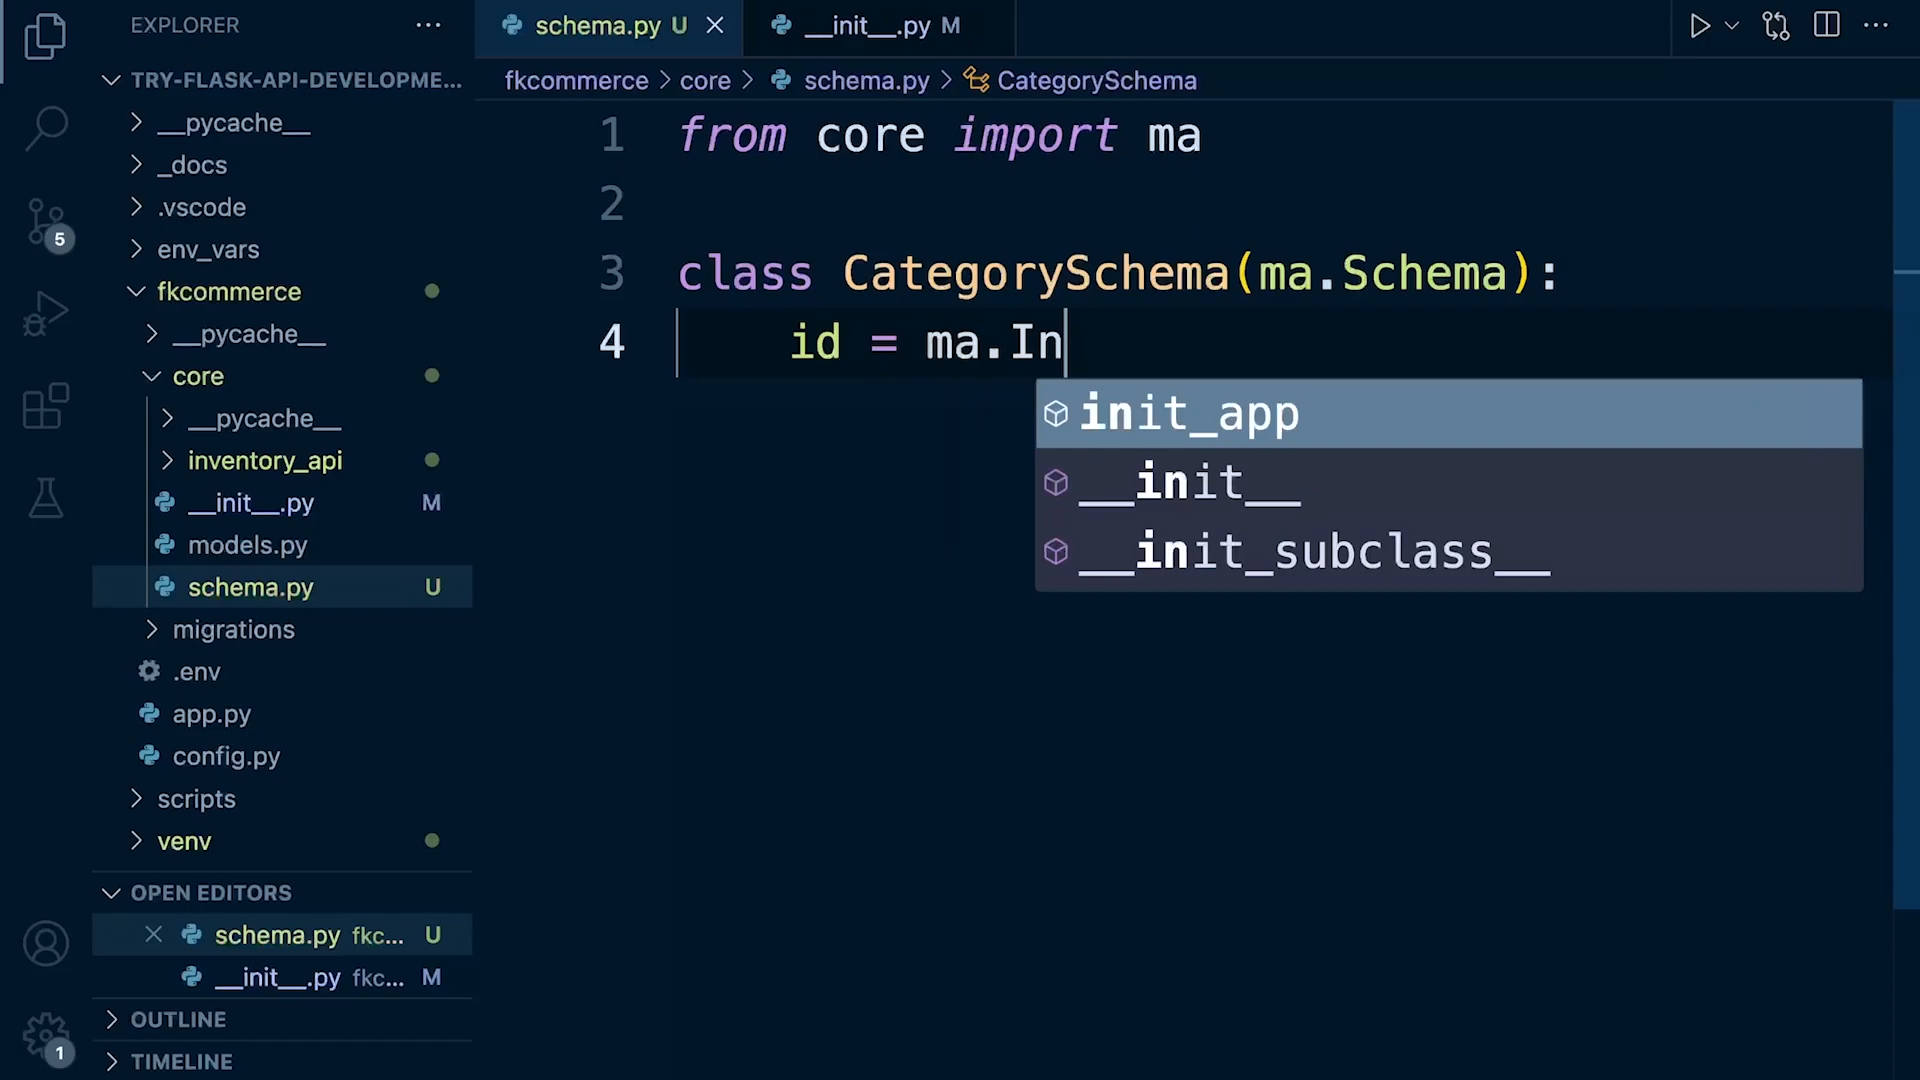 EXPLORER
TRY-FLASK-API-DEVELOPME...
__pycache__
_docs
.vscode
env_vars
fkcommerce
__pycache__
core
__pycache__
inventory_api
__init__.py M
models.py
schema.py U
migrations
.env
app.py
config.py
scripts
venv
OPEN EDITORS
schema.py fkc... U
__init__.py fkc... M
OUTLINE
TIMELINE
5
1
schema.py U
__init__.py M
fkcommerce > core > schema.py > CategorySchema
1 from core import ma
2
3 class CategorySchema(ma.Schema):
4 id = ma.In
init_app
__init__
__init_subclass__